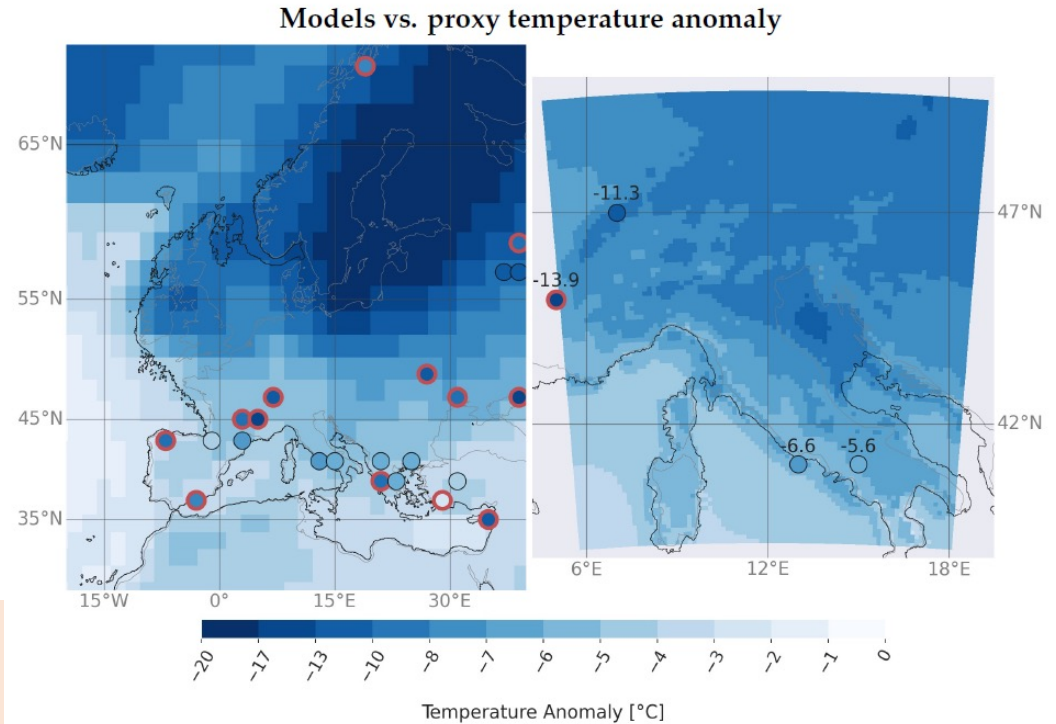 Models vs. proxy temperature anomaly
65°N
55°N
45°N
35°N
15°W 0° 15°E 30°E
-11.3
-13.9
-6.6 -5.6
47°N
42°N
6°E 12°E 18°E
-20 -17 -13 -10 -8 -7 -6 -5 -4 -3 -2 -1 0
Temperature Anomaly [°C]